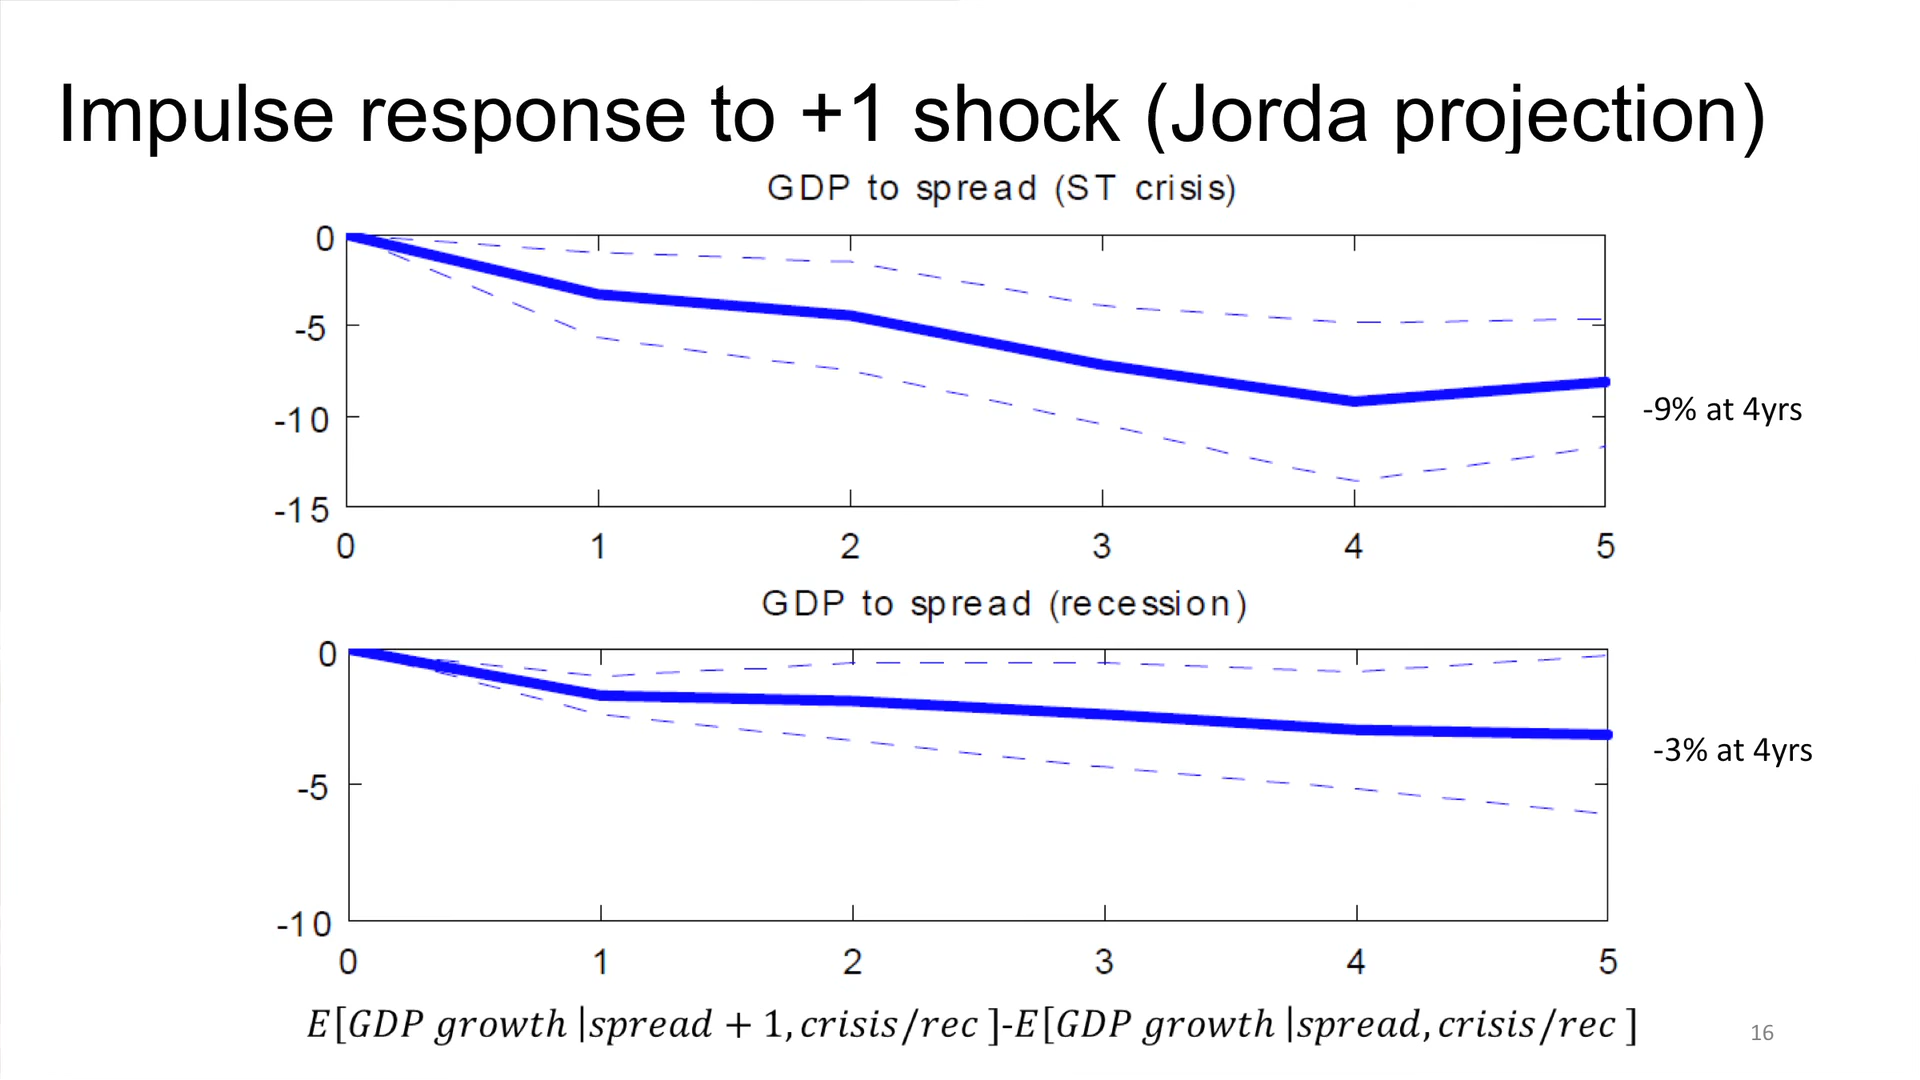 Impulse response to +1 shock (Jorda projection)
GDP to spread (ST crisis)
0
-5
-10
-15
0 1 2 3 4 5
-9% at 4yrs
GDP to spread (recession)
0
-5
-10
0 1 2 3 4 5
-3% at 4yrs
E[GDP growth |spread + 1, crisis/rec ]-E[GDP growth |spread, crisis/rec ]
16